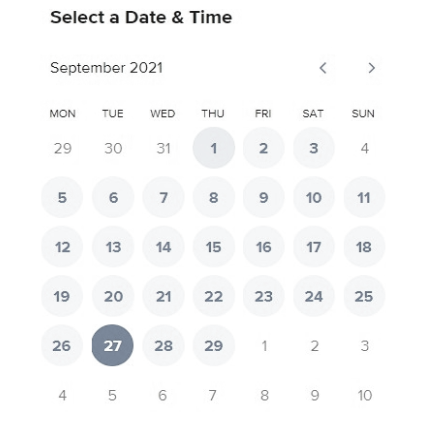 Select a Date & Time
September 2021
MON TUE WED THU FRI SAT SUN
29 30 31 1 2 3 4
5 6 7 8 9 10 11
12 13 14 15 16 17 18
19 20 21 22 23 24 25
26 27 28 29 1 2 3
4 5 6 7 8 9 10